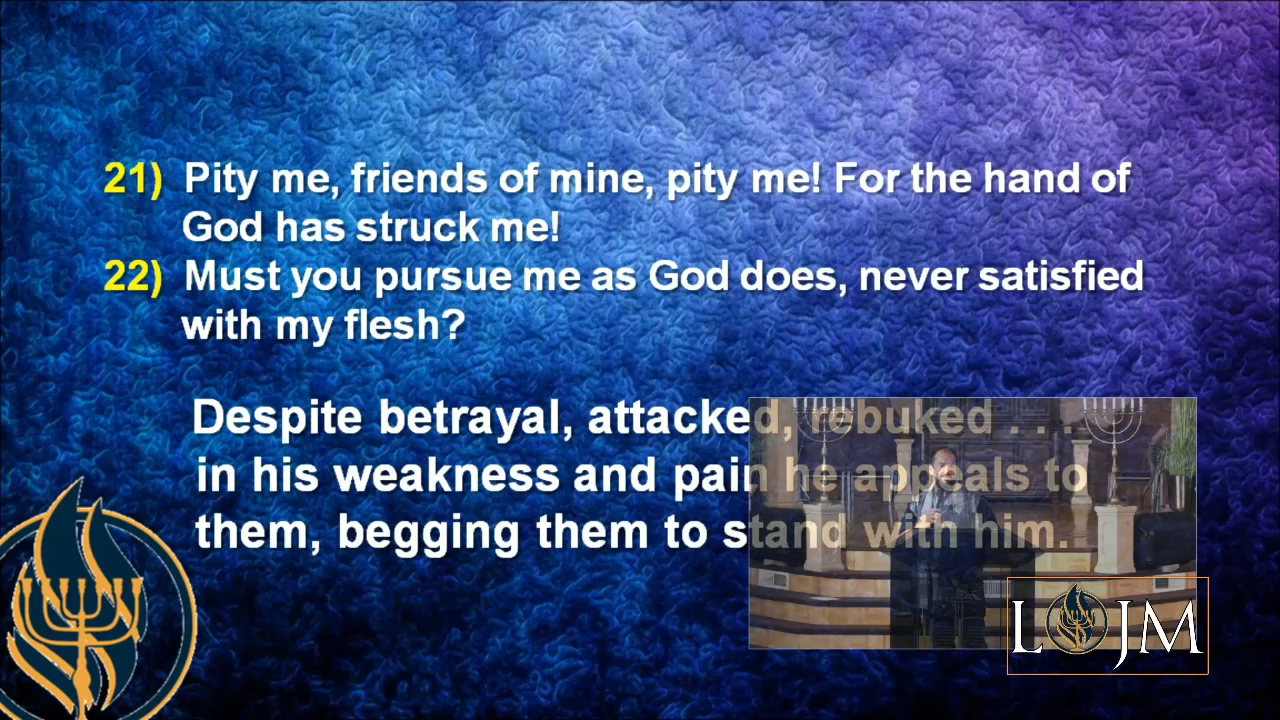 21) Pity me, friends of mine, pity me! For the hand of
God has struck me!
22) Must you pursue me as God does, never satisfied
with my flesh?
Despite betrayal, attacked, rebuked . . .
in his weakness and pain he appeals to
them, begging them to stand with him.
L JM